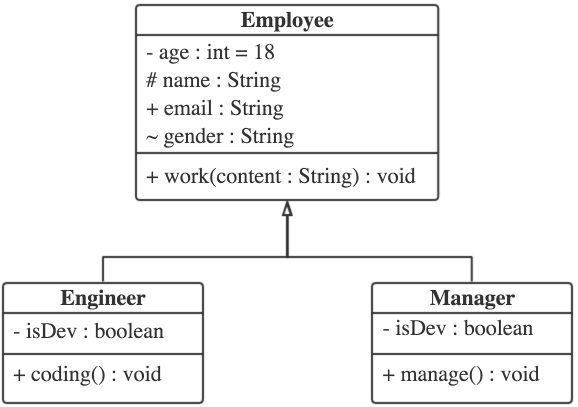 Employee
- age : int = 18
# name : String
+ email : String
~ gender : String
+ work(content : String) : void
Engineer
- isDev : boolean
+ coding() : void
Manager
- isDev : boolean
+ manage() : void